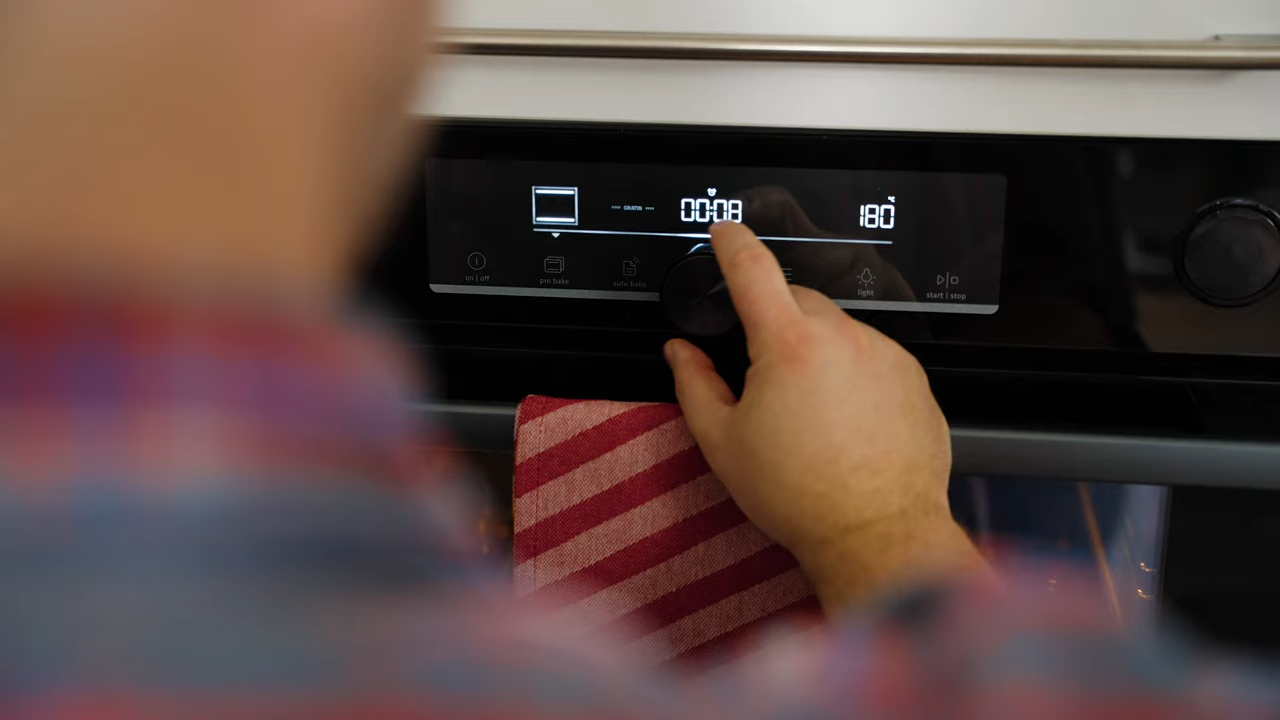 GRATIN 00:08 180 °C
on | off pro bake auto bake light start | stop